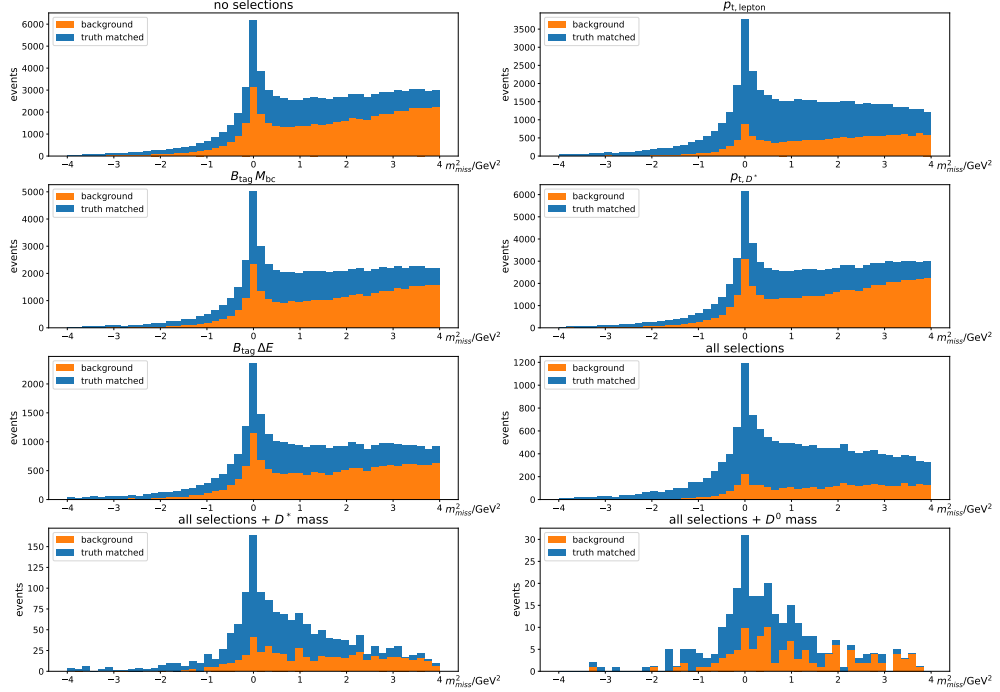 no selections
events
6000
5000
4000
3000
2000
1000
0
background
truth matched
−4 −3 −2 −1 0 1 2 3 4 m²miss/GeV²
pt, lepton
events
3500
3000
2500
2000
1500
1000
500
0
background
truth matched
−4 −3 −2 −1 0 1 2 3 4 m²miss/GeV²
Btag Mbc
events
5000
4000
3000
2000
1000
0
background
truth matched
−4 −3 −2 −1 0 1 2 3 4 m²miss/GeV²
pt, D*
events
6000
5000
4000
3000
2000
1000
0
background
truth matched
−4 −3 −2 −1 0 1 2 3 4 m²miss/GeV²
Btag ΔE
events
2000
1500
1000
500
0
background
truth matched
−4 −3 −2 −1 0 1 2 3 4 m²miss/GeV²
all selections
events
1200
1000
800
600
400
200
0
background
truth matched
−4 −3 −2 −1 0 1 2 3 4 m²miss/GeV²
all selections + D* mass
events
150
125
100
75
50
25
0
background
truth matched
−4 −3 −2 −1 0 1 2 3 4 m²miss/GeV²
all selections + D⁰ mass
events
30
25
20
15
10
5
0
background
truth matched
−4 −3 −2 −1 0 1 2 3 4 m²miss/GeV²